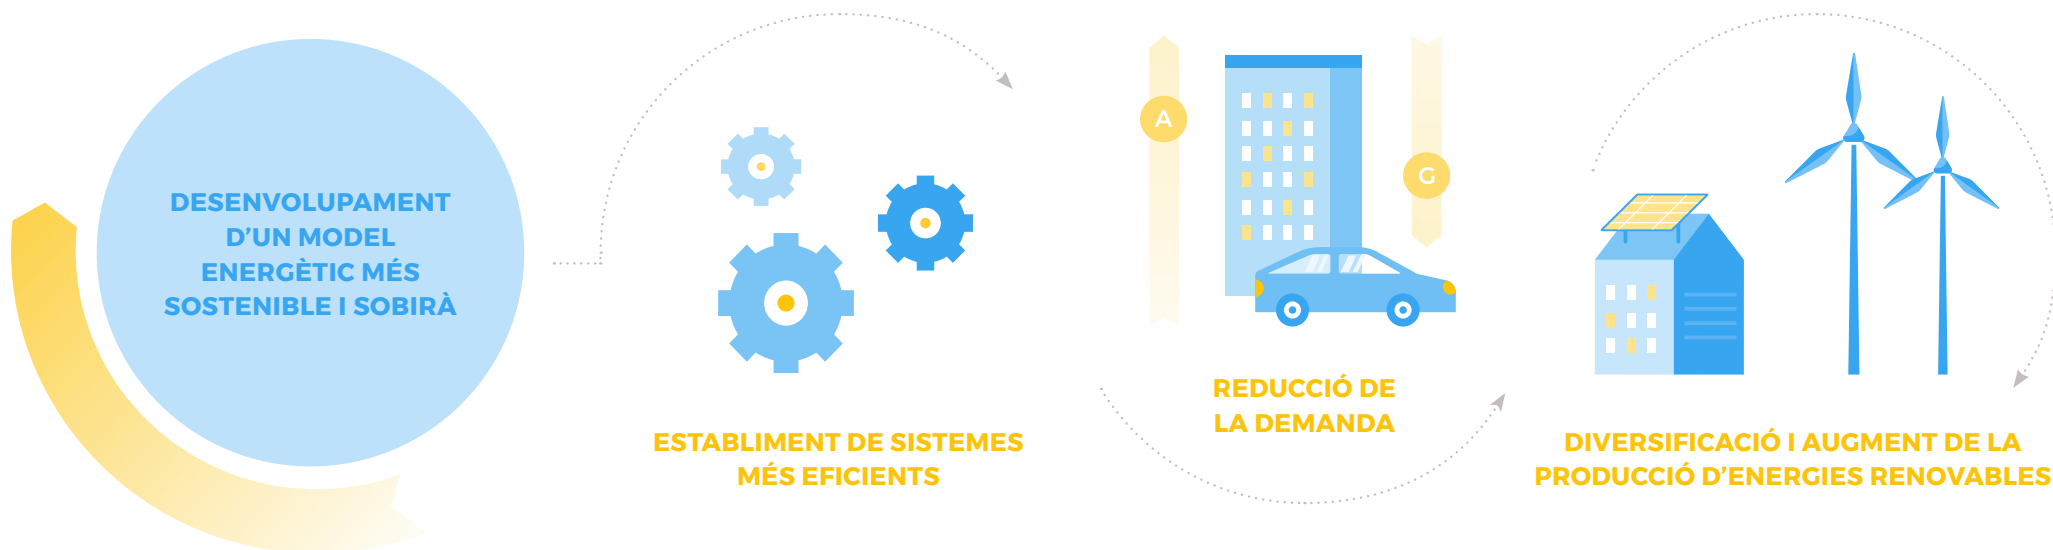 DESENVOLUPAMENT
D’UN MODEL
ENERGÈTIC MÉS
SOSTENIBLE I SOBIRÀ
ESTABLIMENT DE SISTEMES
MÉS EFICIENTS
A
G
REDUCCIÓ DE
LA DEMANDA
DIVERSIFICACIÓ I AUGMENT DE LA
PRODUCCIÓ D’ENERGIES RENOVABLES